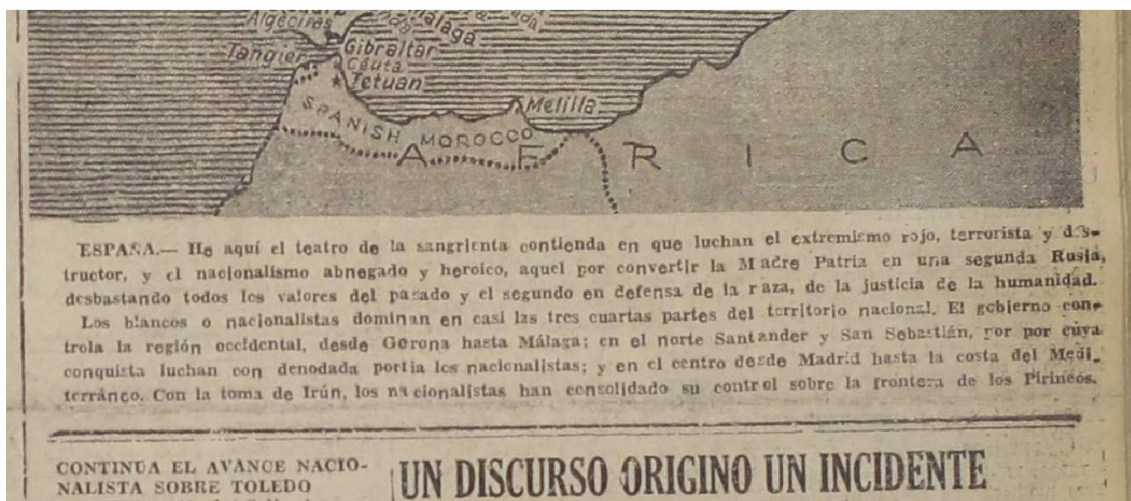 Algeciras
Málaga
Tangier
Gibraltar
Ceuta
Tetuan
Melilla
SPANISH MOROCCO
AFRICA
ESPAÑA.— He aquí el teatro de la sangrienta contienda en que luchan el extremismo rojo, terrorista y des-
tructor, y el nacionalismo abnegado y heroico, aquel por convertir la Madre Patria en una segunda Rusia,
desbastando todos los valores del pasado y el segundo en defensa de la raza, de la justicia de la humanidad.
Los blancos o nacionalistas dominan en casi las tres cuartas partes del territorio nacional. El gobierno con-
trola la región occidental, desde Gerona hasta Málaga; en el norte Santander y San Sebastián, por por cuya
conquista luchan con denodada porfia los nacionalistas; y en el centro desde Madrid hasta la costa del Medi-
terráneo. Con la toma de Irún, los nacionalistas han consolidado su control sobre la frontera de los Pirineos.
CONTINUA EL AVANCE NACIO-
NALISTA SOBRE TOLEDO
UN DISCURSO ORIGINO UN INCIDENTE